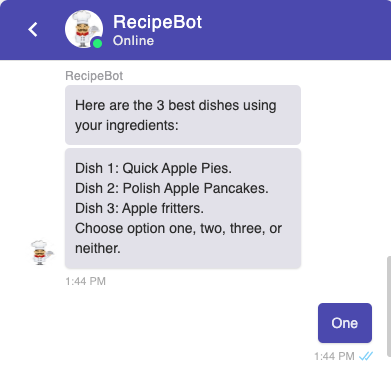 RecipeBot
Online
RecipeBot
Here are the 3 best dishes using
your ingredients:
Dish 1: Quick Apple Pies.
Dish 2: Polish Apple Pancakes.
Dish 3: Apple fritters.
Choose option one, two, three, or
neither.
1:44 PM
One
1:44 PM